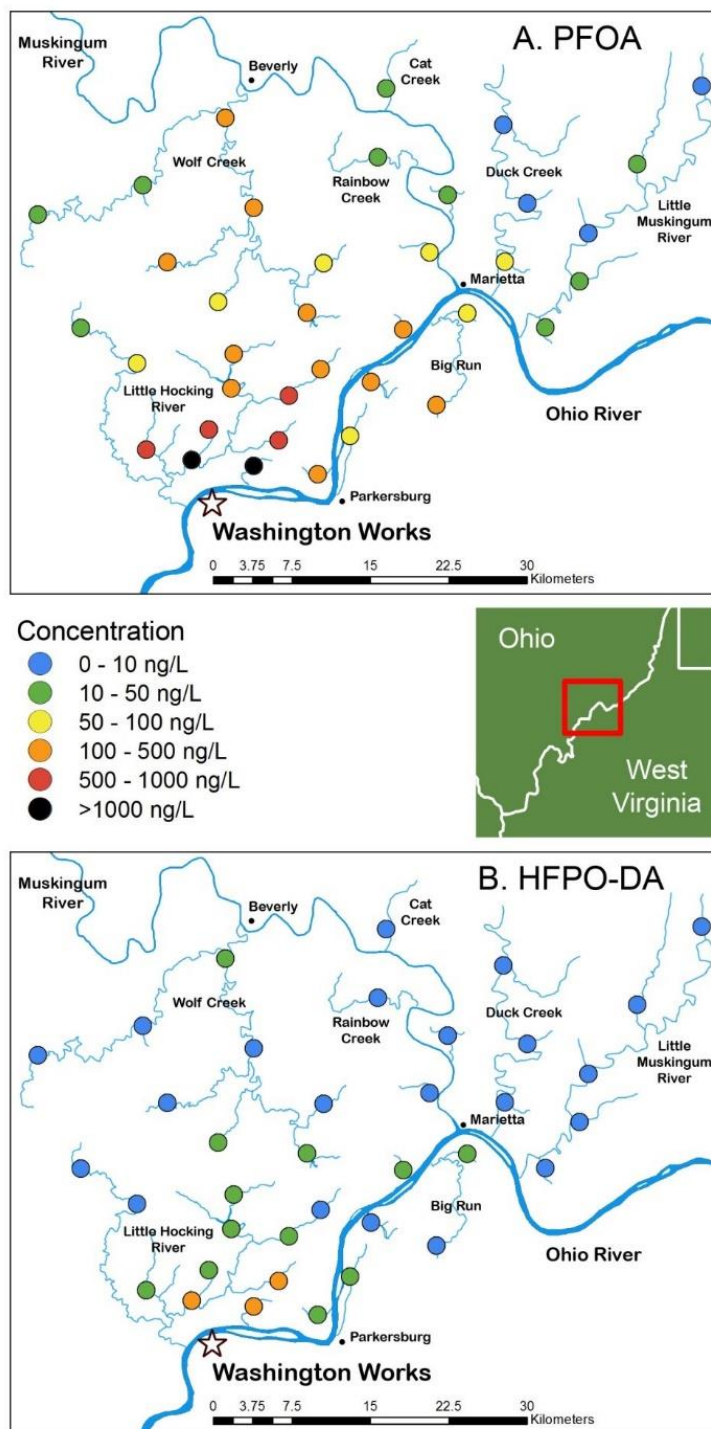 A. PFOA
Muskingum
River
Beverly
Cat
Creek
Wolf Creek
Rainbow
Creek
Duck Creek
Little
Muskingum
River
Marietta
Big Run
Little Hocking
River
Ohio River
Parkersburg
Washington Works
0 3.75 7.5 15 22.5 30
Kilometers
Concentration
0 - 10 ng/L
10 - 50 ng/L
50 - 100 ng/L
100 - 500 ng/L
500 - 1000 ng/L
>1000 ng/L
Ohio
West
Virginia
B. HFPO-DA
Muskingum
River
Beverly
Cat
Creek
Wolf Creek
Rainbow
Creek
Duck Creek
Little
Muskingum
River
Marietta
Big Run
Little Hocking
River
Ohio River
Parkersburg
Washington Works
0 3.75 7.5 15 22.5 30
Kilometers